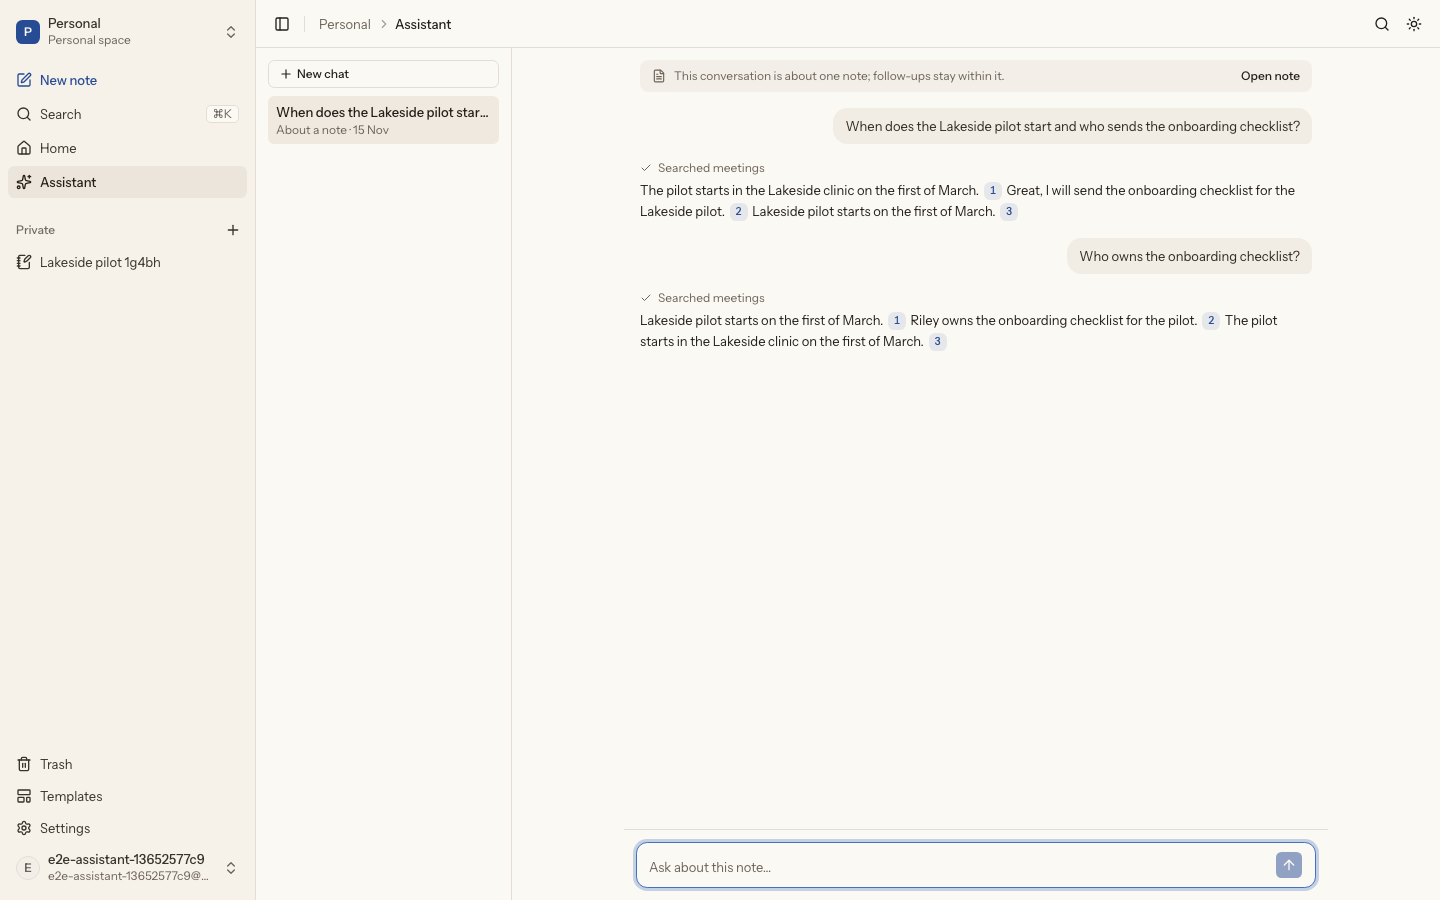 P
Personal
Personal space
New note
Search
⌘K
Home
Assistant
Private
Lakeside pilot 1g4bh
Trash
Templates
Settings
E
e2e-assistant-13652577c9
e2e-assistant-13652577c9@...
Personal
Assistant
New chat
When does the Lakeside pilot star...
About a note · 15 Nov
This conversation is about one note; follow-ups stay within it.
Open note
When does the Lakeside pilot start and who sends the onboarding checklist?
Searched meetings
The pilot starts in the Lakeside clinic on the first of March. 1 Great, I will send the onboarding checklist for the
Lakeside pilot. 2 Lakeside pilot starts on the first of March. 3
Who owns the onboarding checklist?
Searched meetings
Lakeside pilot starts on the first of March. 1 Riley owns the onboarding checklist for the pilot. 2 The pilot
starts in the Lakeside clinic on the first of March. 3
Ask about this note...